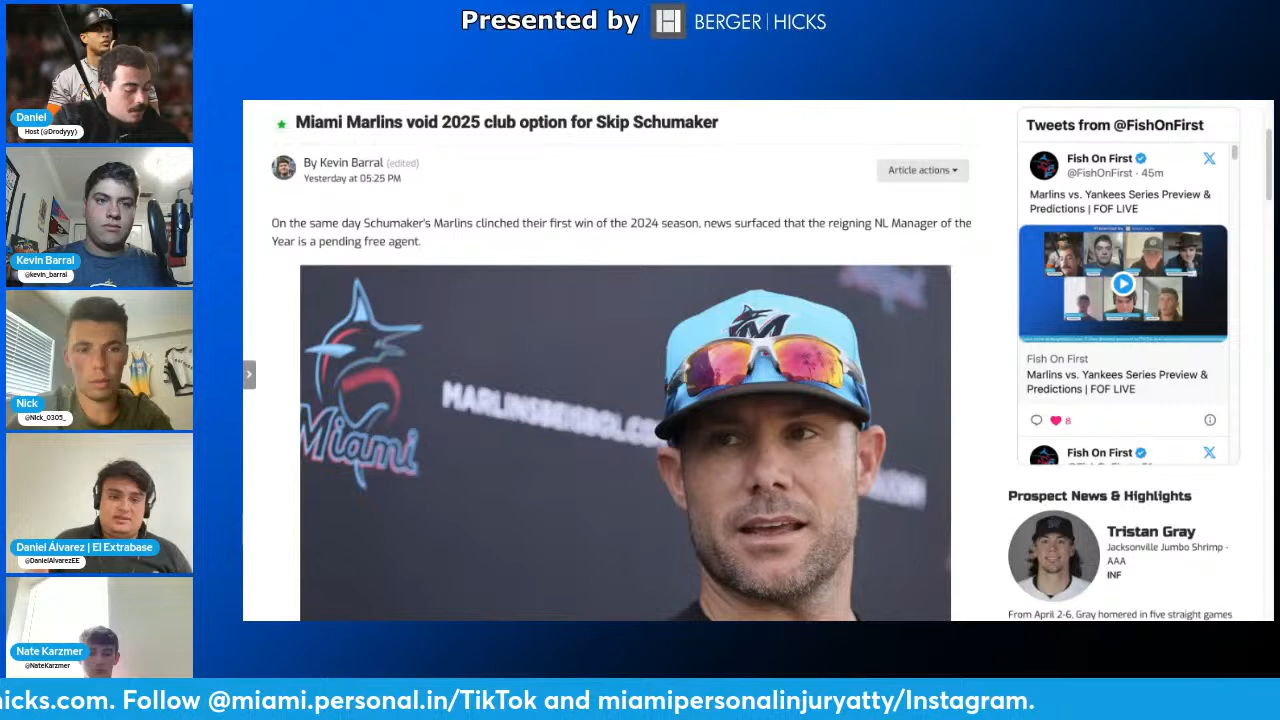 Presented by BERGER | HICKS
Daniel
Host (@Drodyyy)
Kevin Barral
@kevin_barral
Nick
@Nick_0305_
Daniel Álvarez | El Extrabase
@DanielAlvarezEE
Nate Karzmer
@NateKarzmer
Miami Marlins void 2025 club option for Skip Schumaker
By Kevin Barral (edited)
Yesterday at 05:25 PM
Article actions
On the same day Schumaker's Marlins clinched their first win of the 2024 season, news surfaced that the reigning NL Manager of the
Year is a pending free agent.
Miami
MARLINSBEISBOL.CO
M
Tweets from @FishOnFirst
Fish On First
@FishOnFirst · 45m
Marlins vs. Yankees Series Preview &
Predictions | FOF LIVE
Fish On First
Marlins vs. Yankees Series Preview &
Predictions | FOF LIVE
8
Fish On First
Prospect News & Highlights
Tristan Gray
Jacksonville Jumbo Shrimp -
AAA
INF
From April 2-6, Gray homered in five straight games
hicks.com. Follow @miami.personal.in/TikTok and miamipersonalinjuryatty/Instagram.